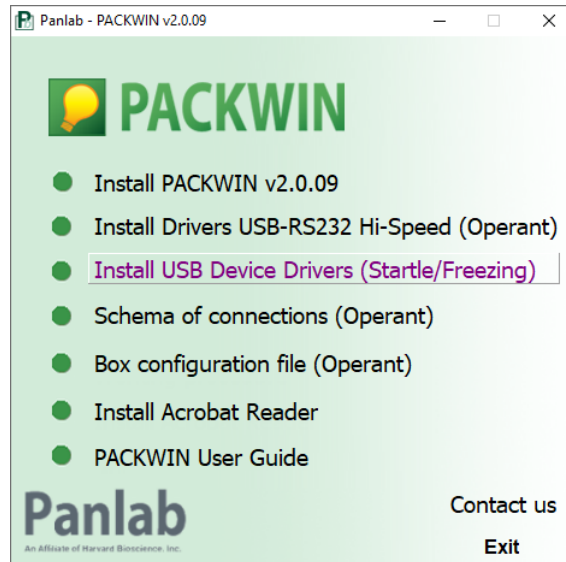 Panlab - PACKWIN v2.0.09
PACKWIN
Install PACKWIN v2.0.09
Install Drivers USB-RS232 Hi-Speed (Operant)
Install USB Device Drivers (Startle/Freezing)
Schema of connections (Operant)
Box configuration file (Operant)
Install Acrobat Reader
PACKWIN User Guide
Panlab
An Affiliate of Harvard Bioscience. Inc.
Contact us
Exit